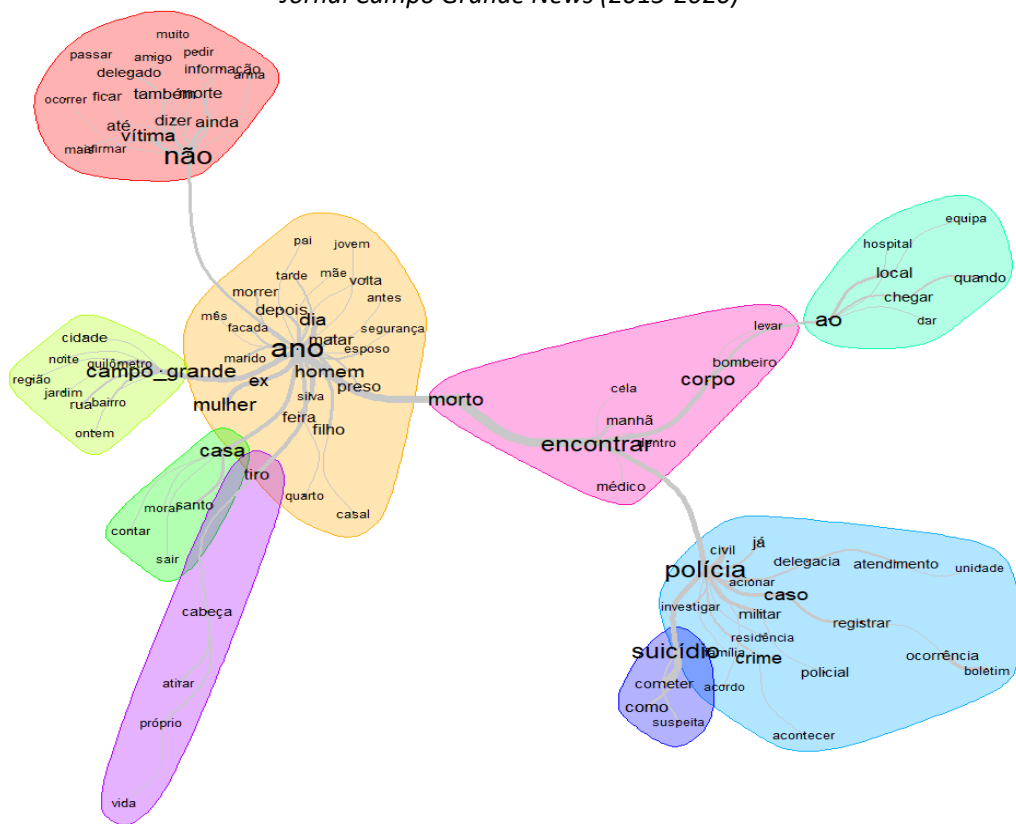 Jornal Campo Grande News (2015-2020)
muito
passar
amigo
pedir
delegado
informação
arma
ocorrer
ficar
também
morte
até
dizer
ainda
vítima
mais
afirmar
não
equipa
hospital
local
quando
chegar
dar
ao
levar
pai
jovem
tarde
mãe
volta
morrer
antes
depois
mês
dia
facada
segurança
matar
ano
esposo
marido
homem
ex
preso
mulher
silva
feira
filho
quarto
casal
cidade
noite
quilômetro
campo_grande
região
jardim
rua
bairro
ontem
bombeiro
corpo
cela
morto
manhã
encontrar
dentro
médico
casa
tiro
santo
morar
contar
sair
cabeça
atirar
próprio
vida
civil
já
polícia
delegacia
atendimento
unidade
acionar
caso
investigar
militar
registrar
residência
suicídio
família
crime
ocorrência
policial
boletim
cometer
acordo
como
suspeita
acontecer